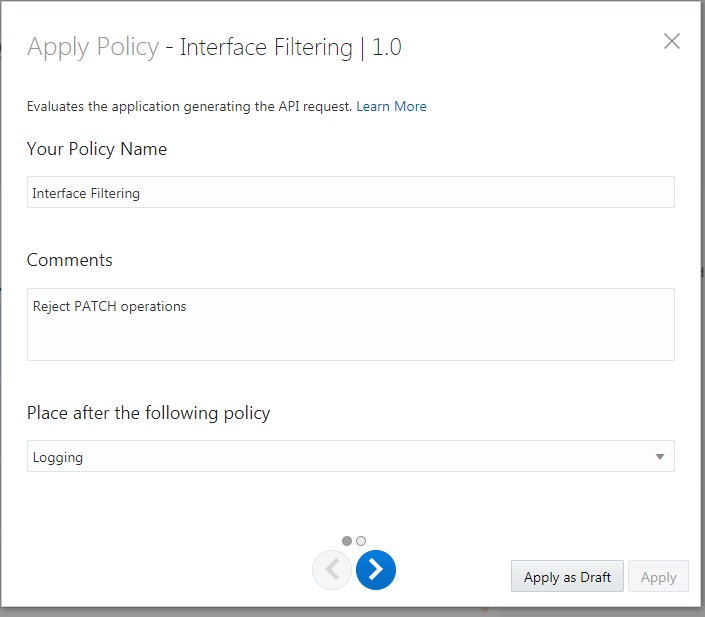 Apply Policy - Interface Filtering | 1.0
Evaluates the application generating the API request. Learn More
Your Policy Name
Interface Filtering
Comments
Reject PATCH operations
Place after the following policy
Logging
Apply as Draft
Apply